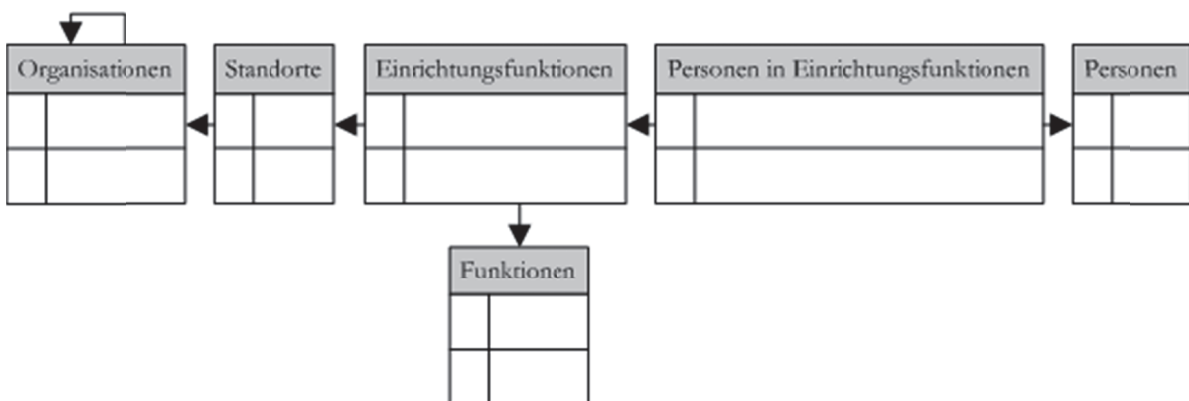 Organisationen
Standorte
Einrichtungsfunktionen
Personen in Einrichtungsfunktionen
Personen
Funktionen